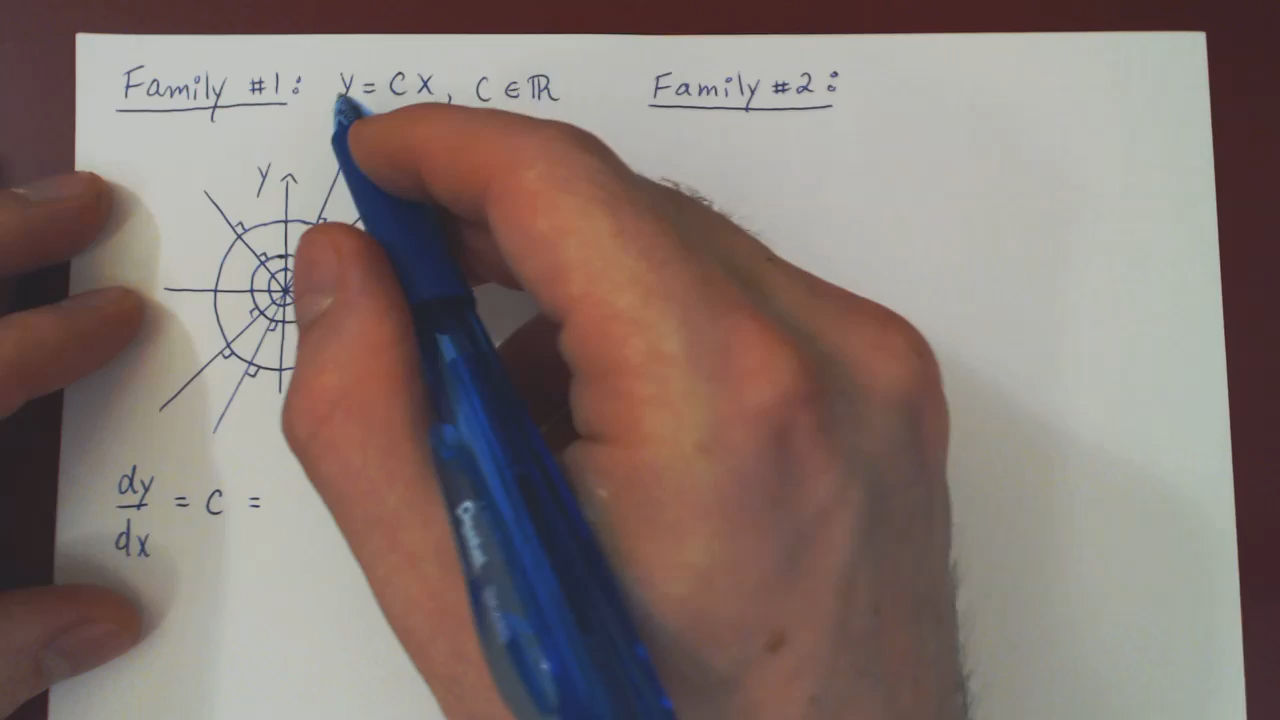 Family #1: y = Cx, C ∈ ℝ
Family #2:
y
dy/dx = C =